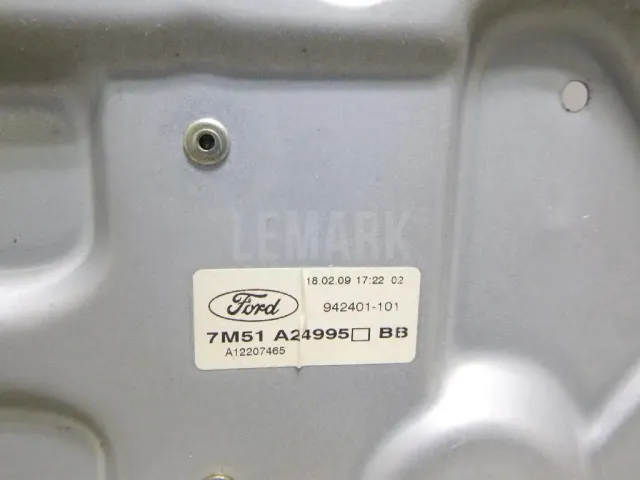 LEMARK
18.02.09 17:22 02
Ford
942401-101
7M51 A24995□ BB
A12207465